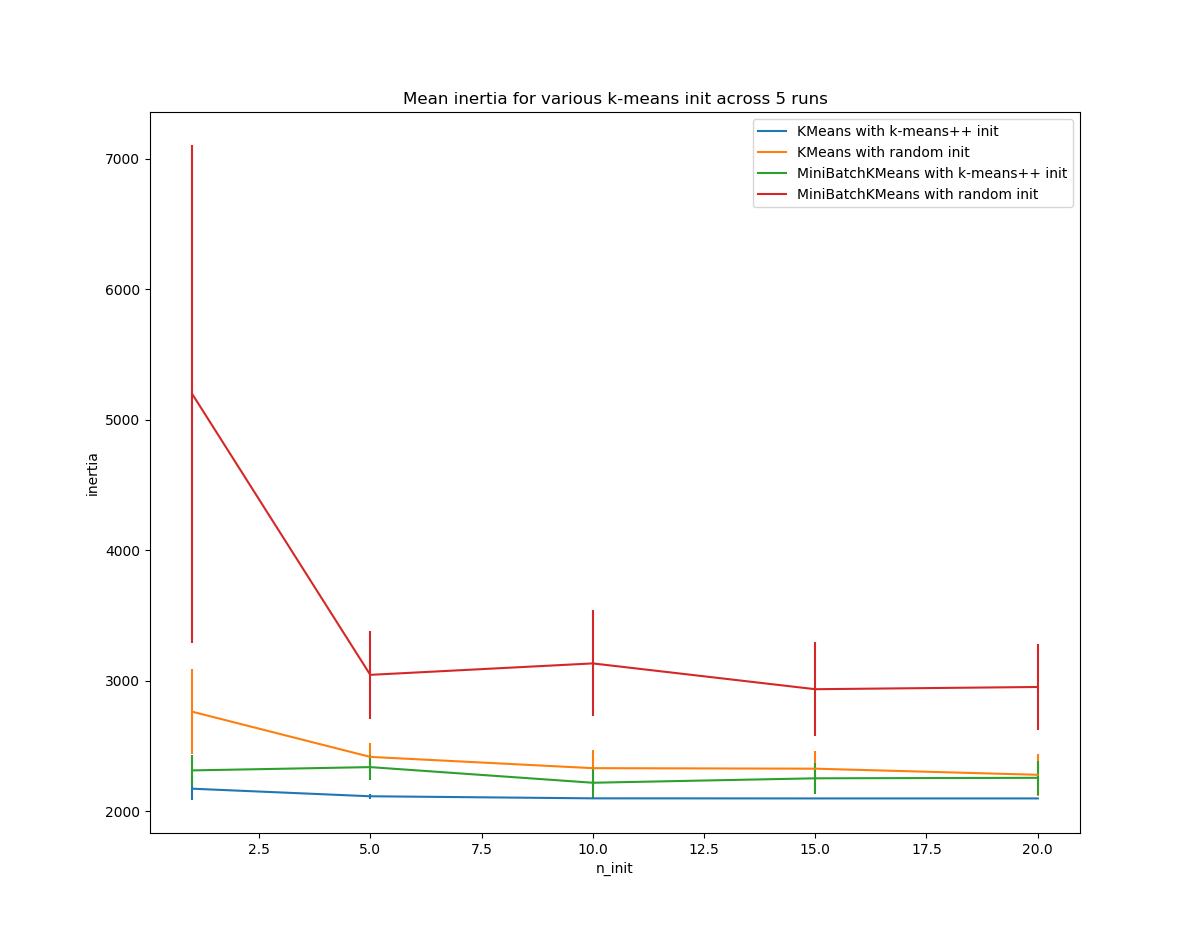 Mean inertia for various k-means init across 5 runs
KMeans with k-means++ init
KMeans with random init
MiniBatchKMeans with k-means++ init
MiniBatchKMeans with random init
7000
6000
5000
4000
3000
2000
inertia
2.5 5.0 7.5 10.0 12.5 15.0 17.5 20.0
n_init